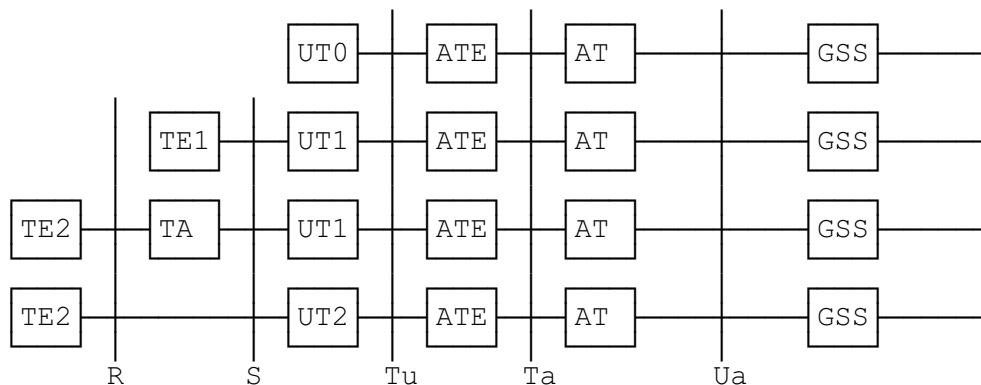 UT0 ATE AT GSS
TE1 UT1 ATE AT GSS
TE2 TA UT1 ATE AT GSS
TE2 UT2 ATE AT GSS
R S Tu Ta Ua